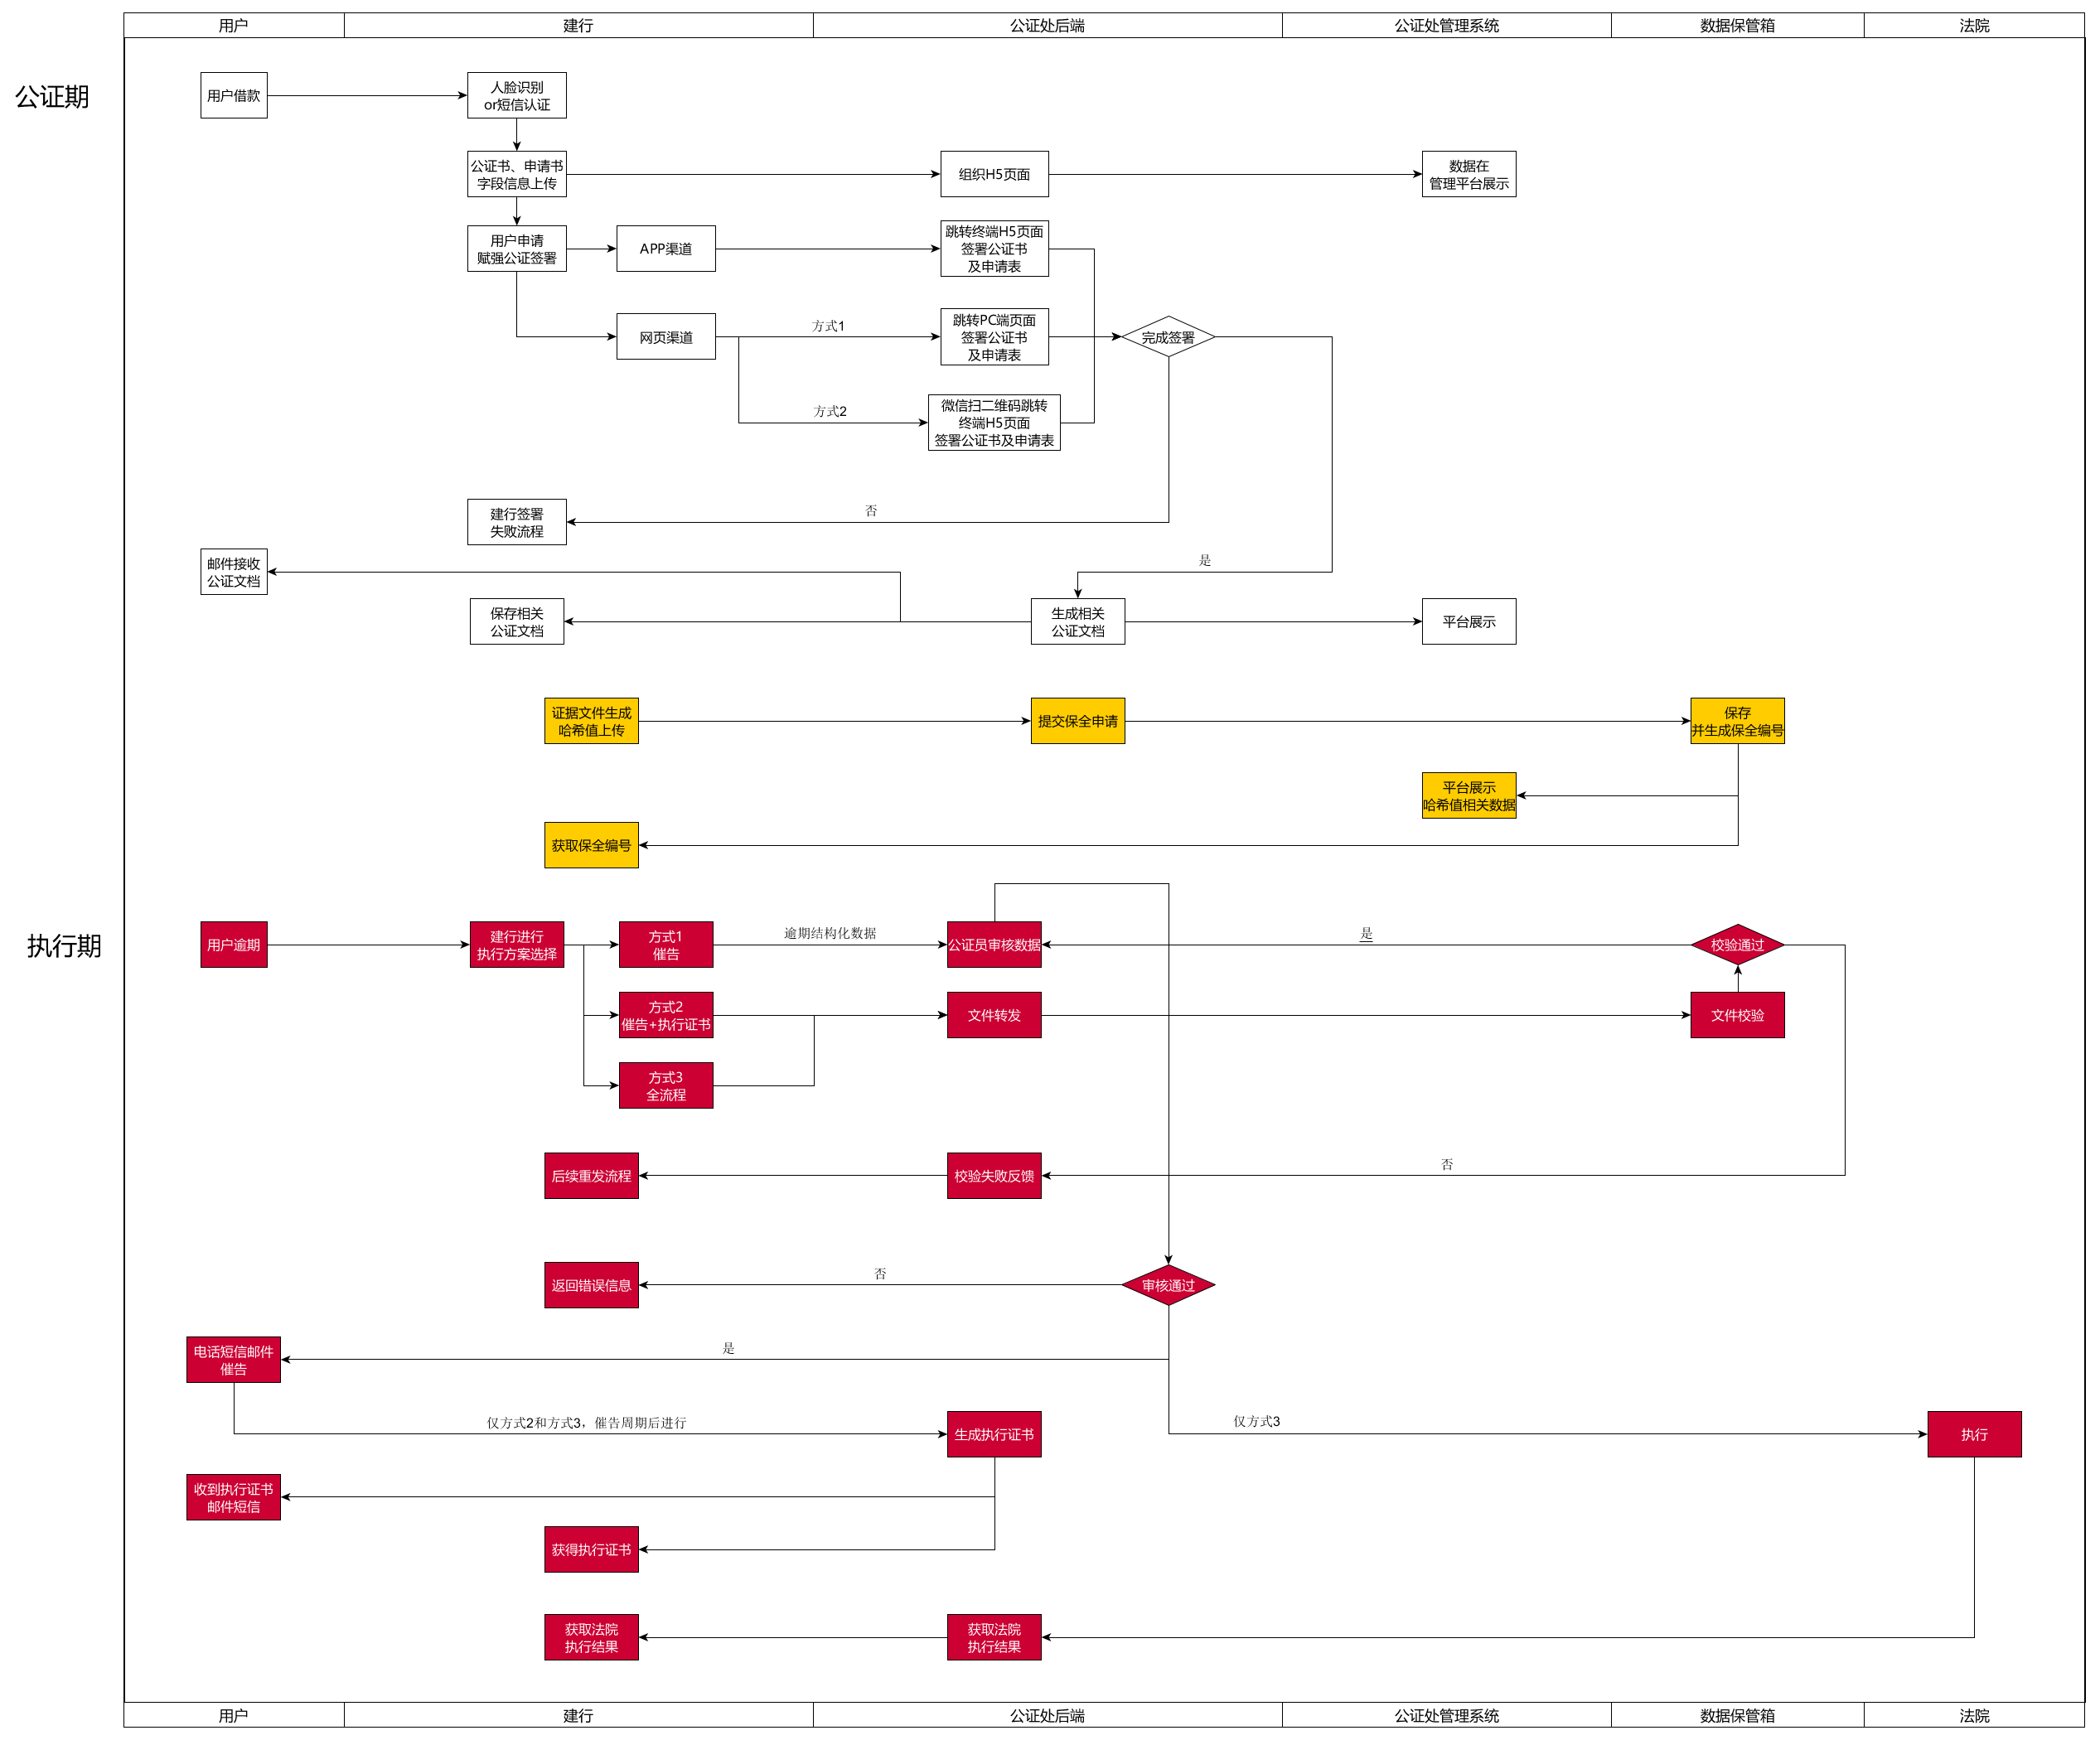 用户
建行
公证处后端
公证处管理系统
数据保管箱
法院
公证期
用户借款
人脸识别
or短信认证
公证书、申请书
字段信息上传
组织H5页面
数据在
管理平台展示
用户申请
赋强公证签署
APP渠道
跳转终端H5页面
签署公证书
及申请表
网页渠道
方式1
跳转PC端页面
签署公证书
及申请表
完成签署
方式2
微信扫二维码跳转
终端H5页面
签署公证书及申请表
建行签署
失败流程
否
邮件接收
公证文档
是
保存相关
公证文档
生成相关
公证文档
平台展示
证据文件生成
哈希值上传
提交保全申请
保存
并生成保全编号
平台展示
哈希值相关数据
获取保全编号
执行期
用户逾期
建行进行
执行方案选择
方式1
催告
逾期结构化数据
公证员审核数据
是
校验通过
方式2
催告+执行证书
文件转发
文件校验
方式3
全流程
后续重发流程
校验失败反馈
否
返回错误信息
否
审核通过
电话短信邮件
催告
是
仅方式2和方式3，催告周期后进行
生成执行证书
仅方式3
执行
收到执行证书
邮件短信
获得执行证书
获取法院
执行结果
获取法院
执行结果
用户
建行
公证处后端
公证处管理系统
数据保管箱
法院